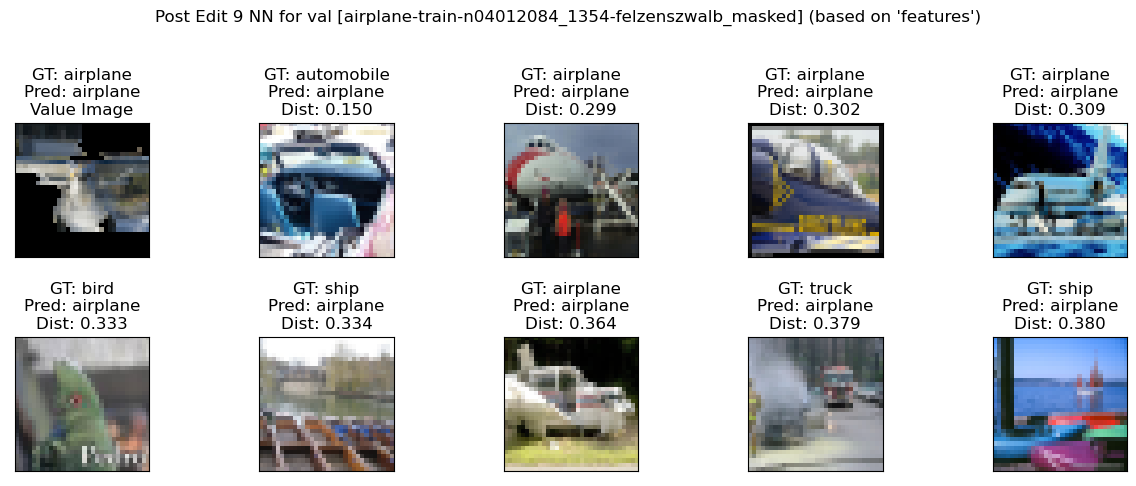 Post Edit 9 NN for val [airplane-train-n04012084_1354-felzenszwalb_masked] (based on 'features')
GT: airplane
Pred: airplane
Value Image
GT: automobile
Pred: airplane
Dist: 0.150
GT: airplane
Pred: airplane
Dist: 0.299
GT: airplane
Pred: airplane
Dist: 0.302
GT: airplane
Pred: airplane
Dist: 0.309
GT: bird
Pred: airplane
Dist: 0.333
GT: ship
Pred: airplane
Dist: 0.334
GT: airplane
Pred: airplane
Dist: 0.364
GT: truck
Pred: airplane
Dist: 0.379
GT: ship
Pred: airplane
Dist: 0.380